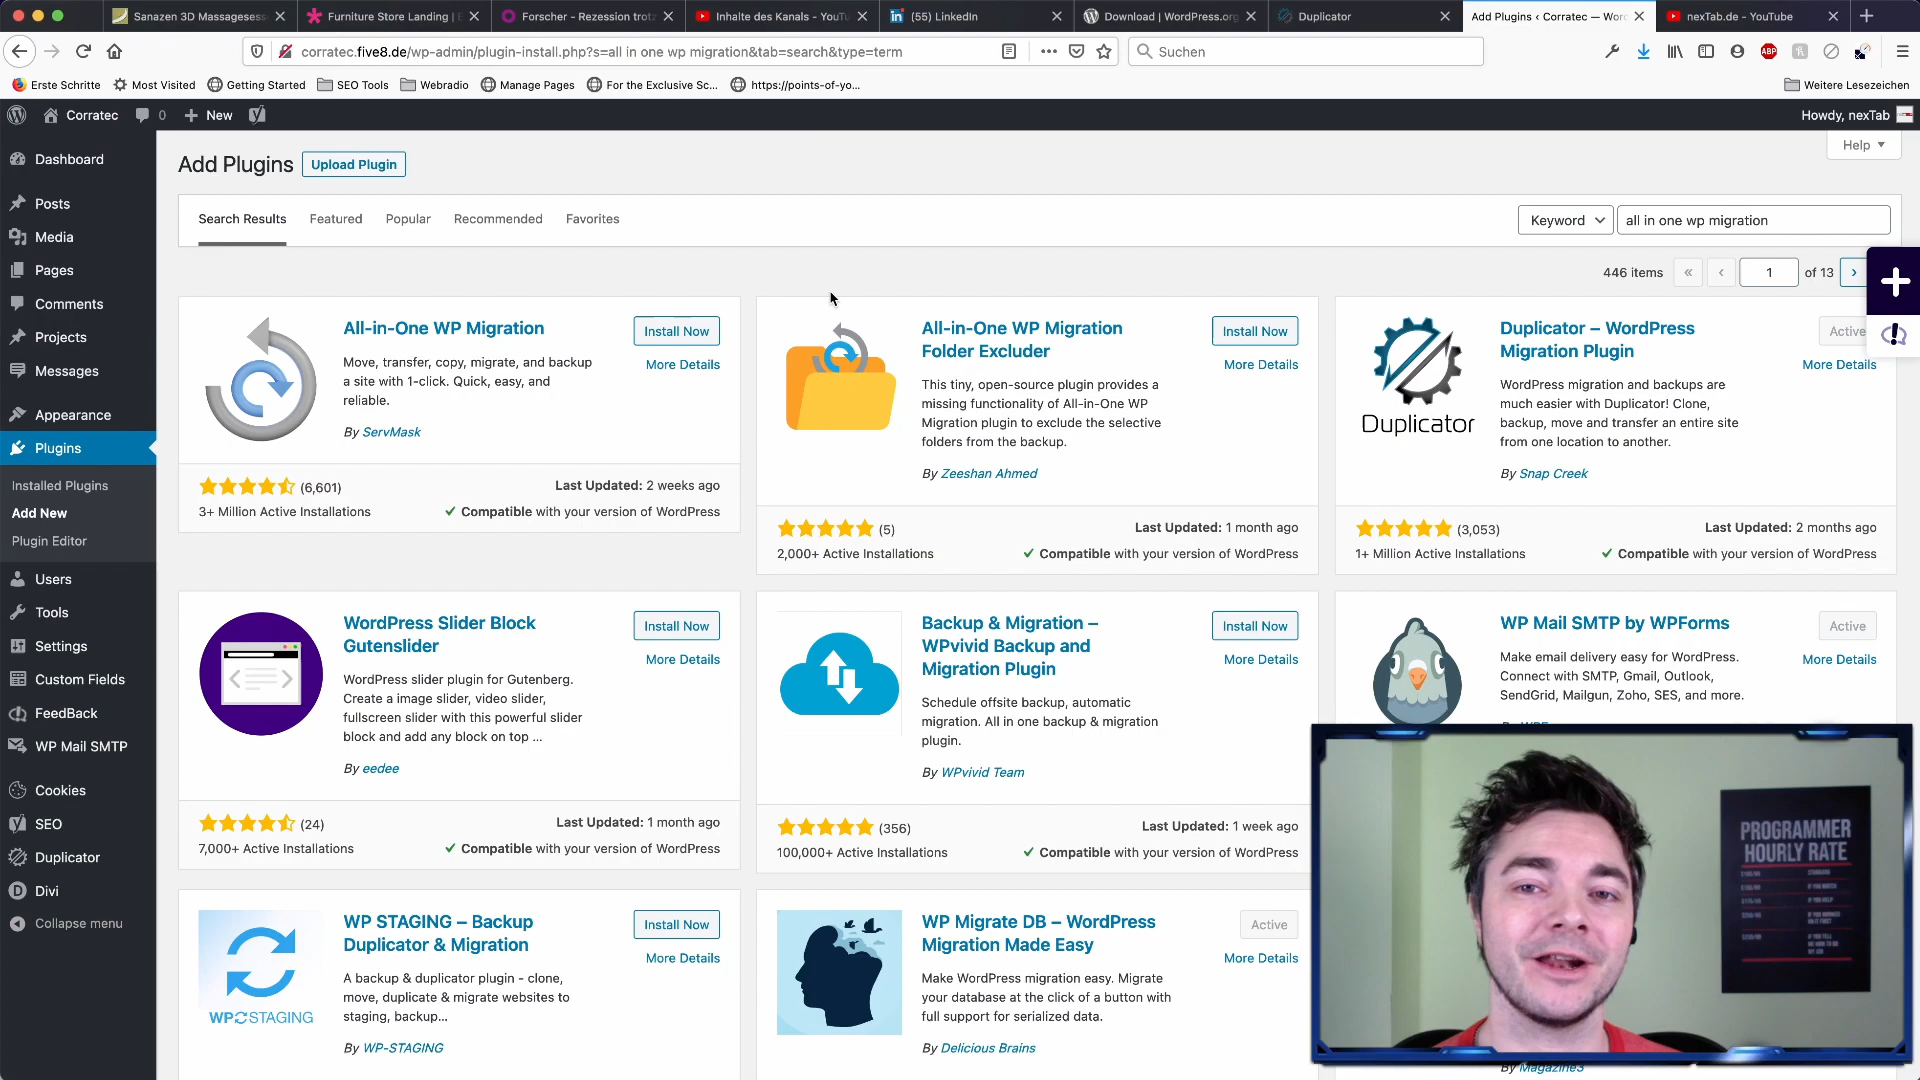 Sanazen 3D Massagesess
Furniture Store Landing | E
Forscher - Rezession trotz
Inhalte des Kanals - YouTu
(55) LinkedIn
Download | WordPress.org
Duplicator
Add Plugins ‹ Corratec — Wor
nexTab.de - YouTube
corratec.five8.de/wp-admin/plugin-install.php?s=all in one wp migration&tab=search&type=term
Suchen
ABP
Erste Schritte
Most Visited
Getting Started
SEO Tools
Webradio
Manage Pages
For the Exclusive Sc...
https://points-of-yo...
Weitere Lesezeichen
Corratec
0
New
Howdy, nexTab
Dashboard
Posts
Media
Pages
Comments
Projects
Messages
Appearance
Plugins
Installed Plugins
Add New
Plugin Editor
Users
Tools
Settings
Custom Fields
FeedBack
WP Mail SMTP
Cookies
SEO
Duplicator
Divi
Collapse menu
Add Plugins
Upload Plugin
Help
Search Results
Featured
Popular
Recommended
Favorites
Keyword
all in one wp migration
446 items
«
‹
1
of 13
›
All-in-One WP Migration
Install Now
More Details
Move, transfer, copy, migrate, and backup
a site with 1-click. Quick, easy, and
reliable.
By ServMask
(6,601)
Last Updated: 2 weeks ago
3+ Million Active Installations
Compatible with your version of WordPress
All-in-One WP Migration
Folder Excluder
Install Now
More Details
This tiny, open-source plugin provides a
missing functionality of All-in-One WP
Migration plugin to exclude the selective
folders from the backup.
By Zeeshan Ahmed
(5)
Last Updated: 1 month ago
2,000+ Active Installations
Compatible with your version of WordPress
Duplicator
Duplicator – WordPress
Migration Plugin
Active
More Details
WordPress migration and backups are
much easier with Duplicator! Clone,
backup, move and transfer an entire site
from one location to another.
By Snap Creek
(3,053)
Last Updated: 2 months ago
1+ Million Active Installations
Compatible with your version of WordPress
WordPress Slider Block
Gutenslider
Install Now
More Details
WordPress slider plugin for Gutenberg.
Create a image slider, video slider,
fullscreen slider with this powerful slider
block and add any block on top ...
By eedee
(24)
Last Updated: 1 month ago
7,000+ Active Installations
Compatible with your version of WordPress
Backup & Migration –
WPvivid Backup and
Migration Plugin
Install Now
More Details
Schedule offsite backup, automatic
migration. All in one backup & migration
plugin.
By WPvivid Team
(356)
Last Updated: 1 week ago
100,000+ Active Installations
Compatible with your version of WordPress
WP Mail SMTP by WPForms
Active
More Details
Make email delivery easy for WordPress.
Connect with SMTP, Gmail, Outlook,
SendGrid, Mailgun, Zoho, SES, and more.
WP STAGING
WP STAGING – Backup
Duplicator & Migration
Install Now
More Details
A backup & duplicator plugin - clone,
move, duplicate & migrate websites to
staging, backup...
By WP-STAGING
WP Migrate DB – WordPress
Migration Made Easy
Active
More Details
Make WordPress migration easy. Migrate
your database at the click of a button with
full support for serialized data.
By Delicious Brains
PROGRAMMER
HOURLY RATE
By Magazine3